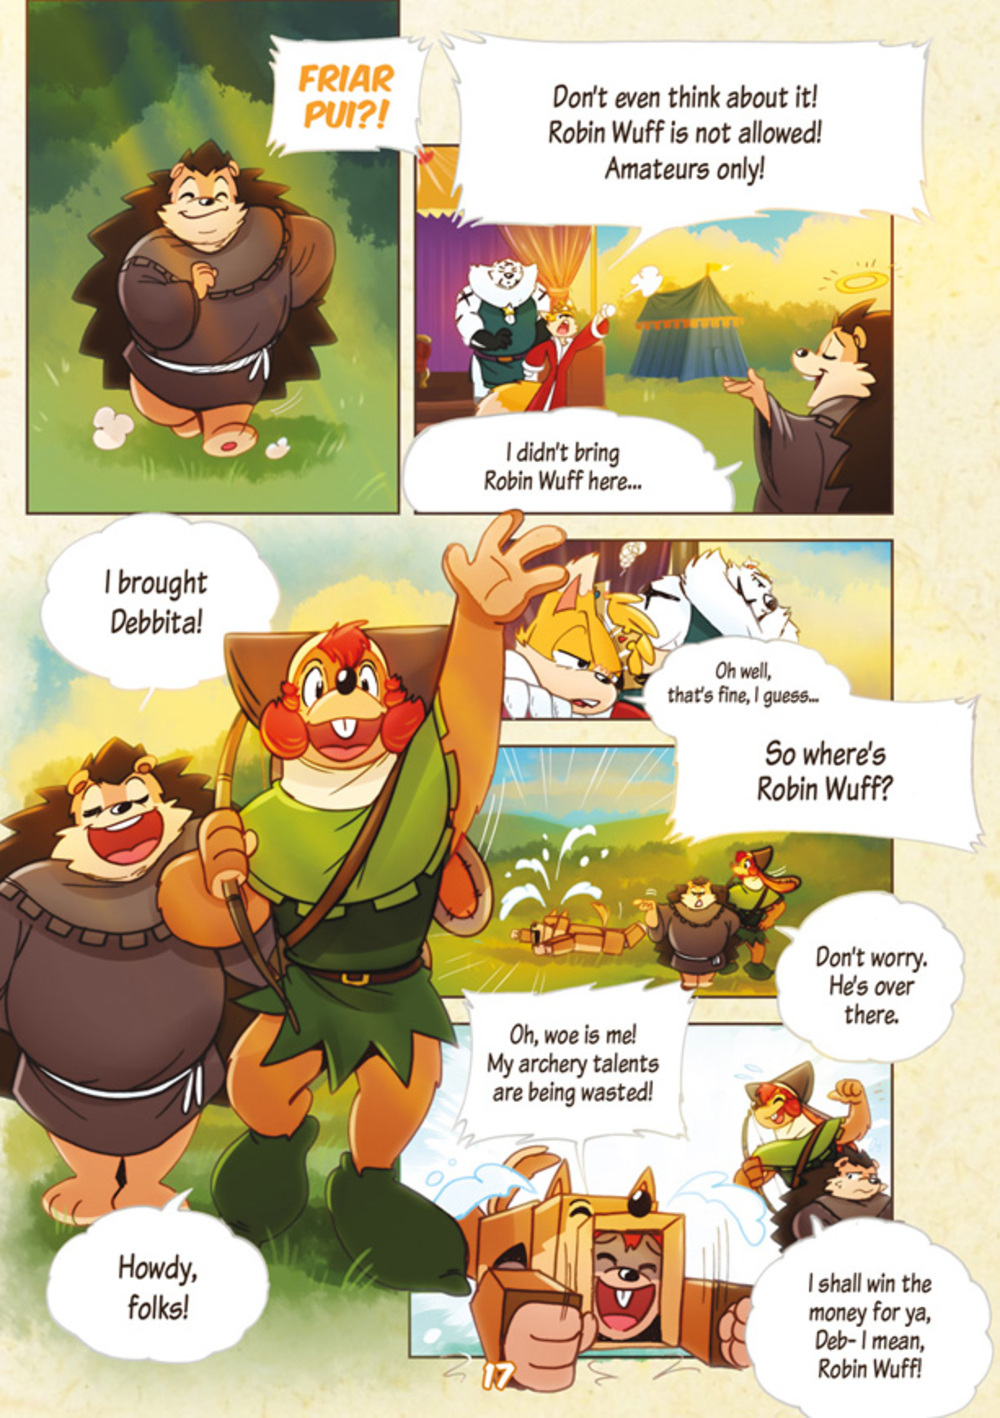 FRIAR
PUI?!
Don't even think about it!
Robin Wuff is not allowed!
Amateurs only!
I didn't bring
Robin Wuff here...
I brought
Debbita!
Howdy,
folks!
Oh well,
that's fine, I guess...
So where's
Robin Wuff?
Don't worry.
He's over
there.
Oh, woe is me!
My archery talents
are being wasted!
I shall win the
money for ya,
Deb- I mean,
Robin Wuff!
17